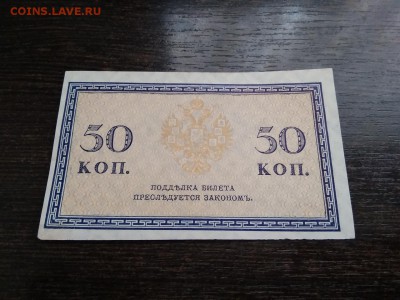 COINS.LAVE.RU
50 50
КОП. КОП.
ПОДДѢЛКА БИЛЕТА
ПРЕСЛѢДУЕТСЯ ЗАКОНОМЪ.